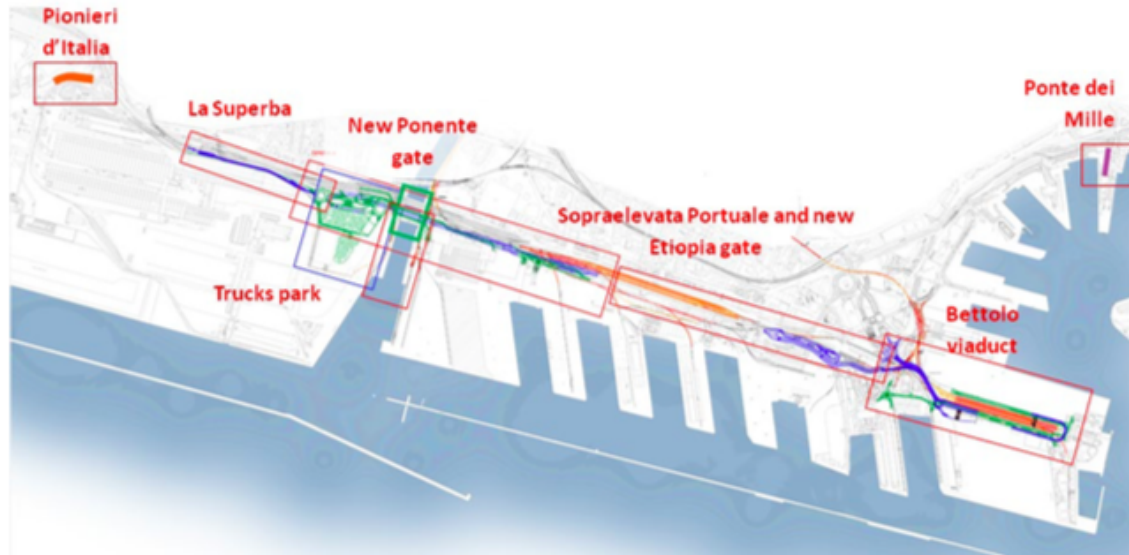 Pionieri
d'Italia
La Superba
New Ponente
gate
Ponte dei
Mille
Sopraelevata Portuale and new
Etiopia gate
Trucks park
Bettolo
viaduct